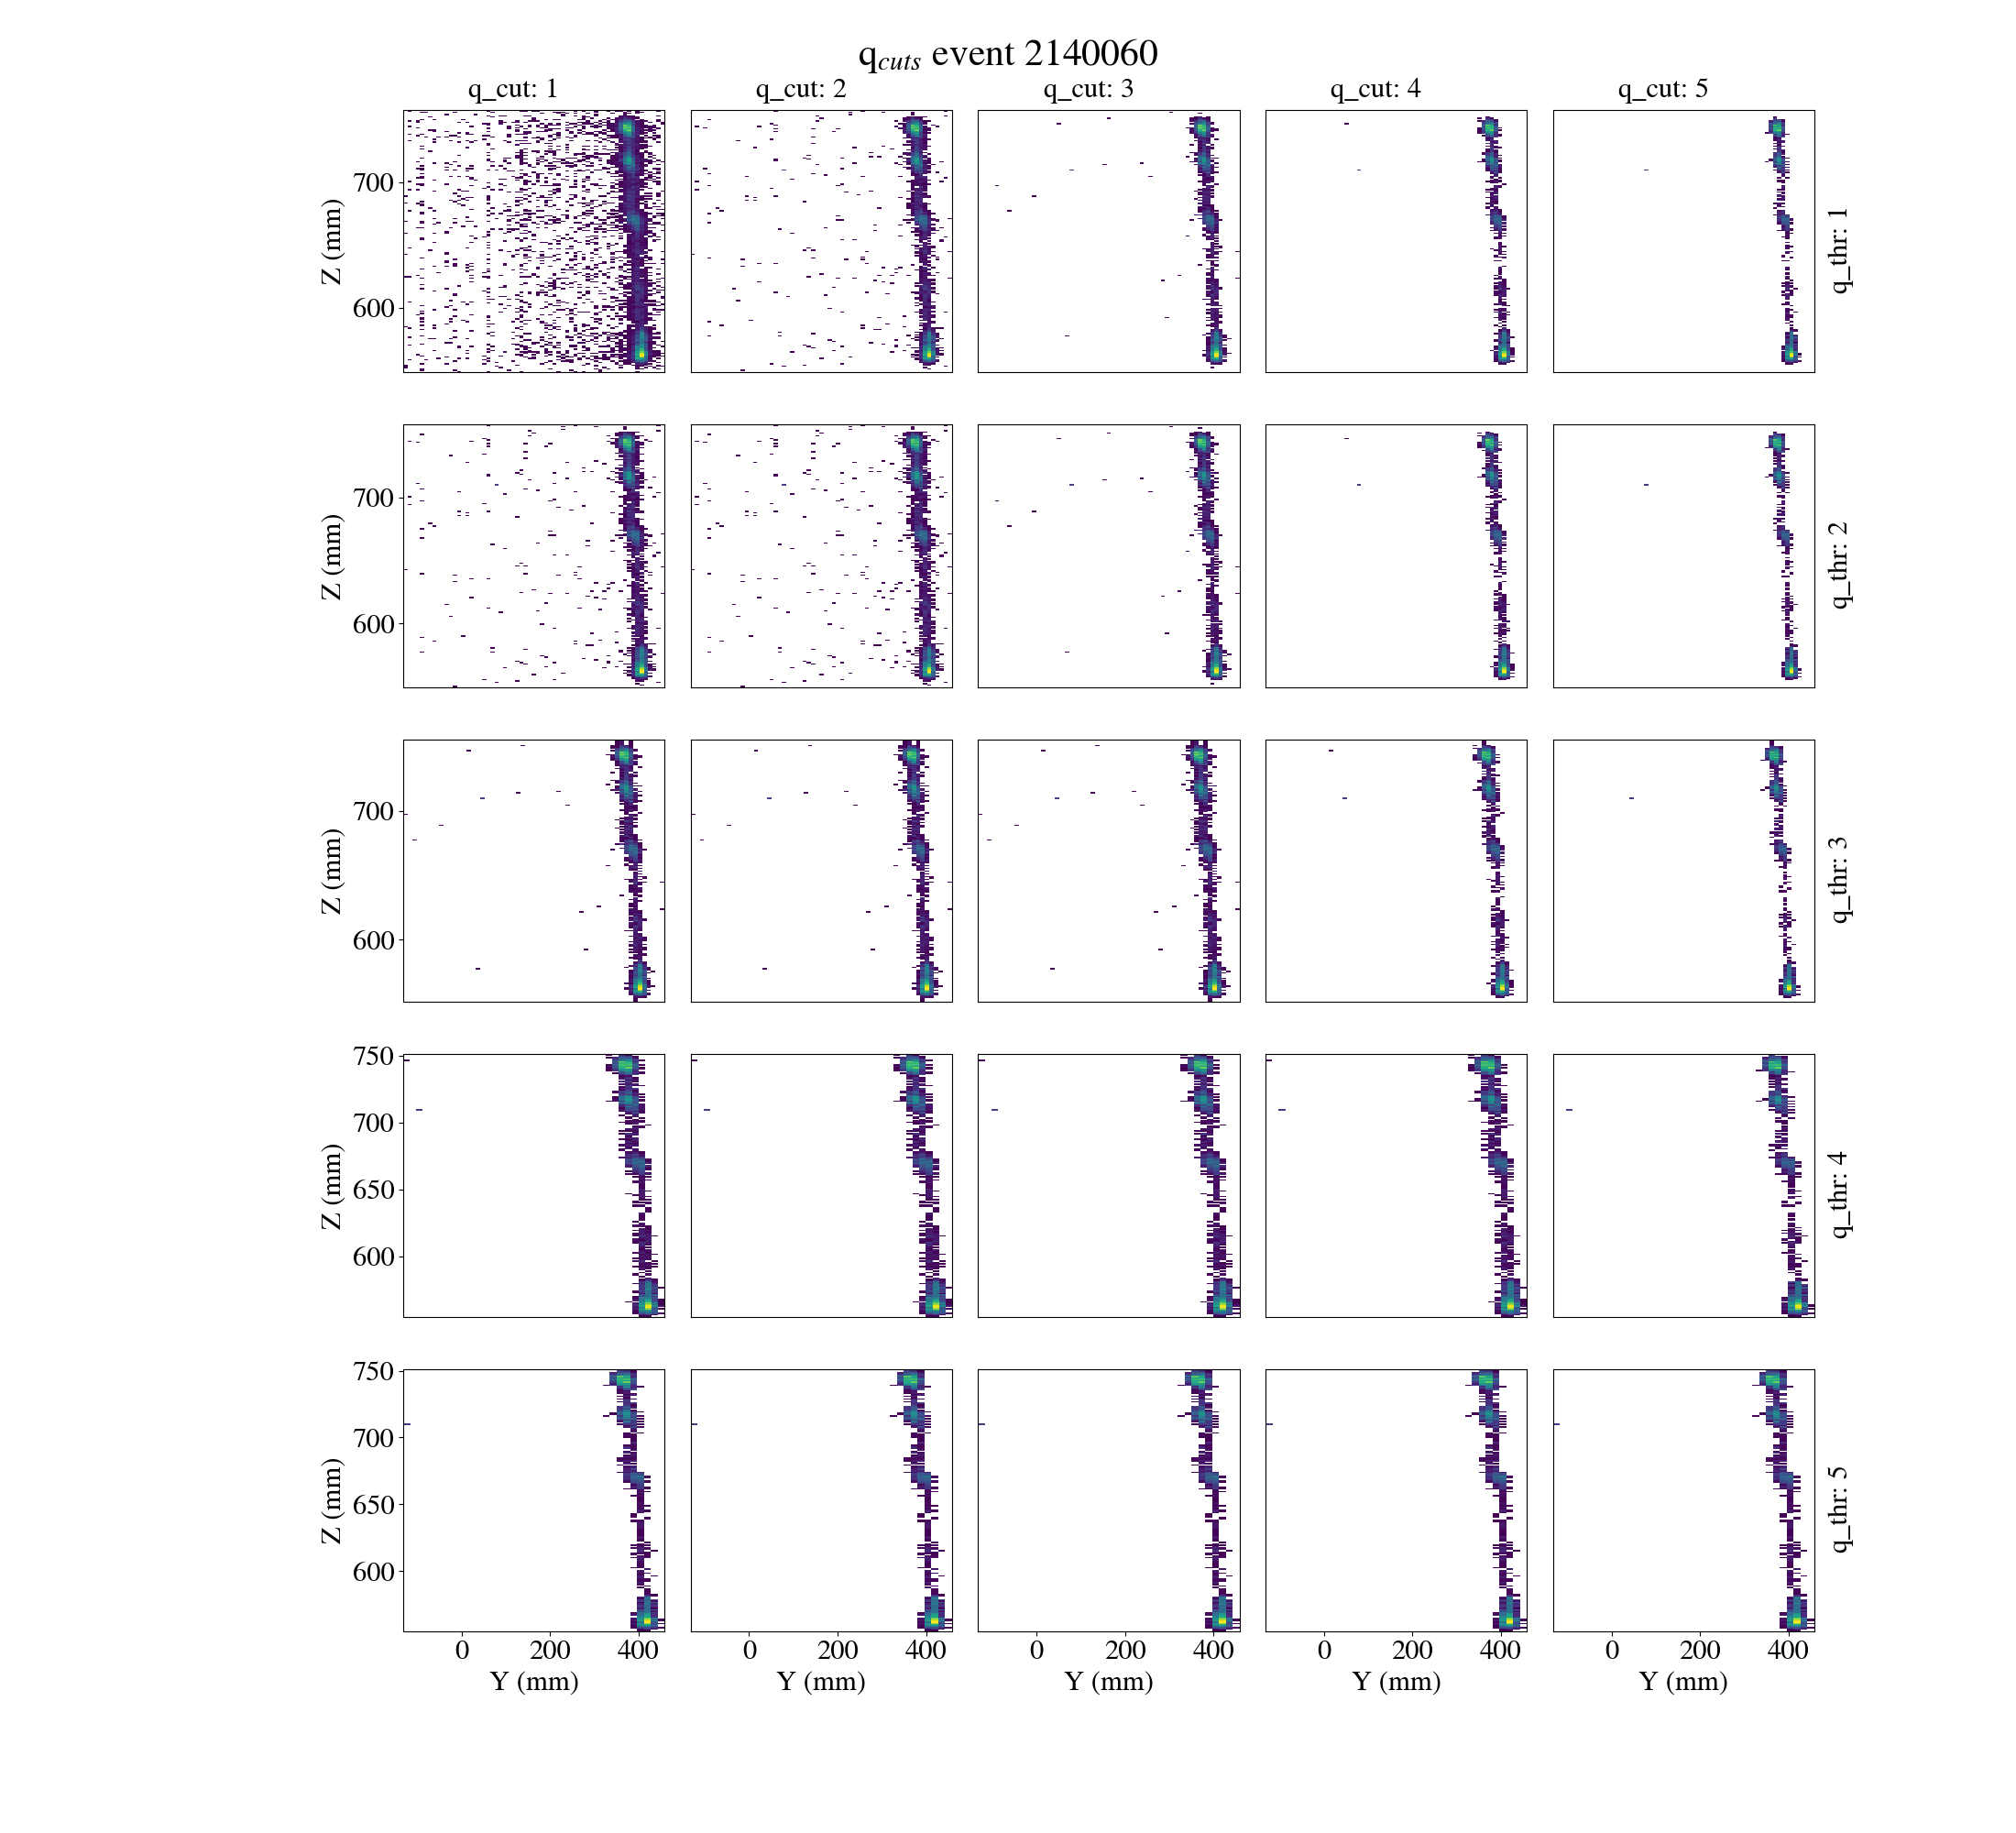 q_cuts event 2140060
q_cut: 1 q_cut: 2 q_cut: 3 q_cut: 4 q_cut: 5
Z (mm) 700 600 q_thr: 1
Z (mm) 700 600 q_thr: 2
Z (mm) 700 600 q_thr: 3
Z (mm) 750 700 650 600 q_thr: 4
Z (mm) 750 700 650 600 q_thr: 5
0 200 400 0 200 400 0 200 400 0 200 400 0 200 400
Y (mm) Y (mm) Y (mm) Y (mm) Y (mm)